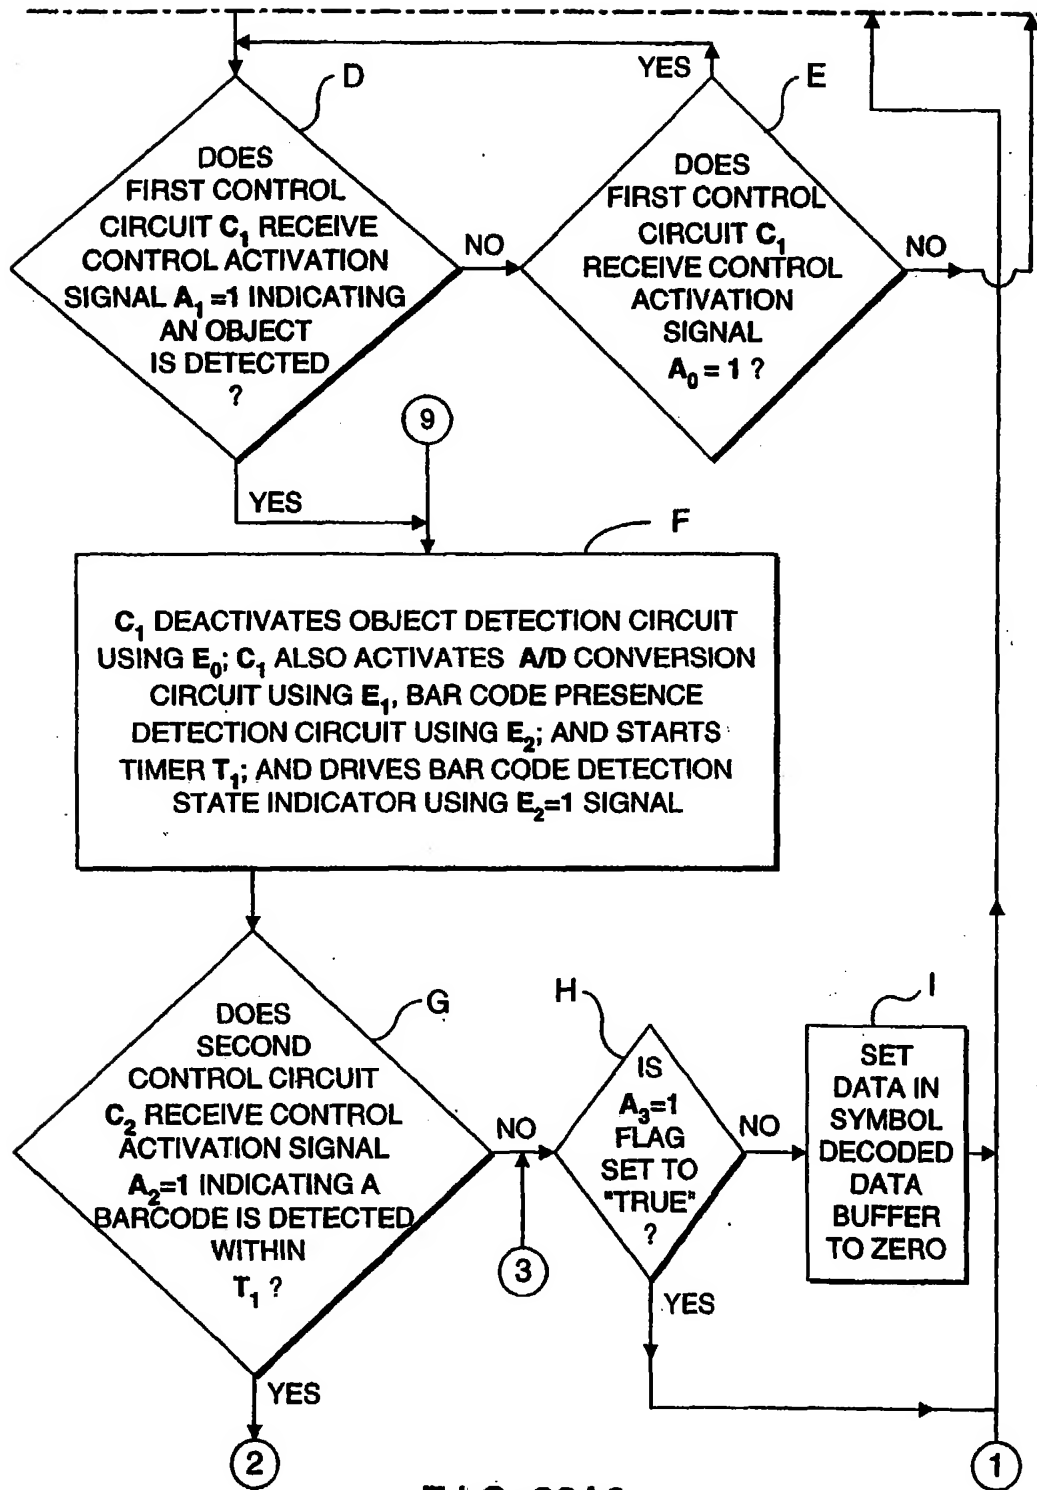 YES
D
E
DOES
FIRST CONTROL
CIRCUIT C₁ RECEIVE
CONTROL ACTIVATION
SIGNAL A₁ =1 INDICATING
AN OBJECT
IS DETECTED
?
NO
DOES
FIRST CONTROL
CIRCUIT C₁
RECEIVE CONTROL
ACTIVATION
SIGNAL
A₀ = 1 ?
NO
9
YES
F
C₁ DEACTIVATES OBJECT DETECTION CIRCUIT
USING E₀; C₁ ALSO ACTIVATES A/D CONVERSION
CIRCUIT USING E₁, BAR CODE PRESENCE
DETECTION CIRCUIT USING E₂; AND STARTS
TIMER T₁; AND DRIVES BAR CODE DETECTION
STATE INDICATOR USING E₂=1 SIGNAL
G
DOES
SECOND
CONTROL CIRCUIT
C₂ RECEIVE CONTROL
ACTIVATION SIGNAL
A₂=1 INDICATING A
BARCODE IS DETECTED
WITHIN
T₁ ?
NO
3
H
IS
A₃=1
FLAG
SET TO
"TRUE"
?
NO
I
SET
DATA IN
SYMBOL
DECODED
DATA
BUFFER
TO ZERO
YES
YES
2
1